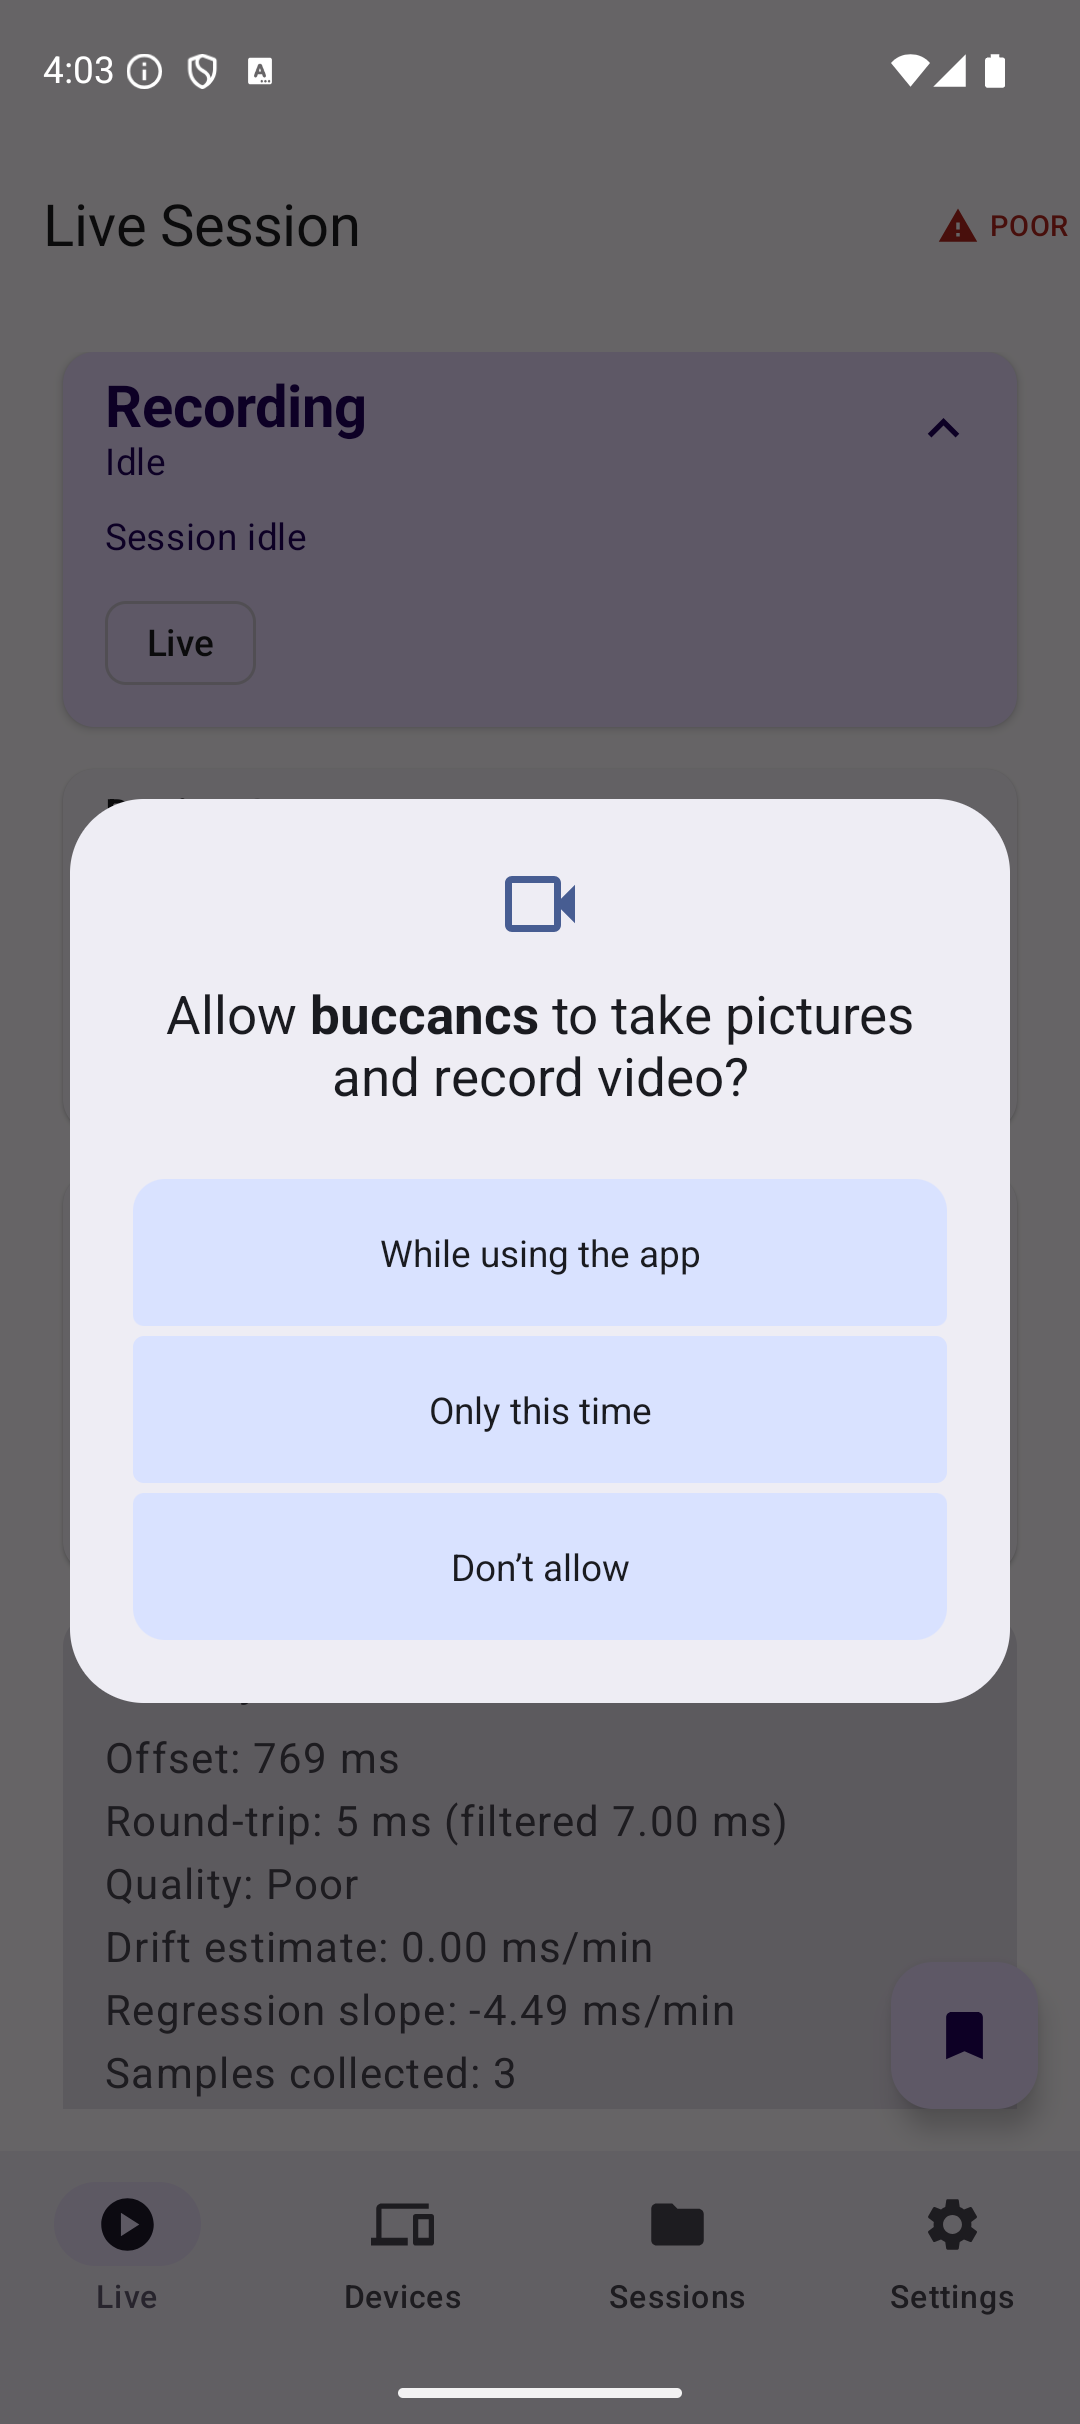 4:03
Live Session
POOR
Recording
Idle
Session idle
Live
Allow buccancs to take pictures
and record video?
While using the app
Only this time
Don’t allow
Offset: 769 ms
Round-trip: 5 ms (filtered 7.00 ms)
Quality: Poor
Drift estimate: 0.00 ms/min
Regression slope: -4.49 ms/min
Samples collected: 3
Live
Devices
Sessions
Settings